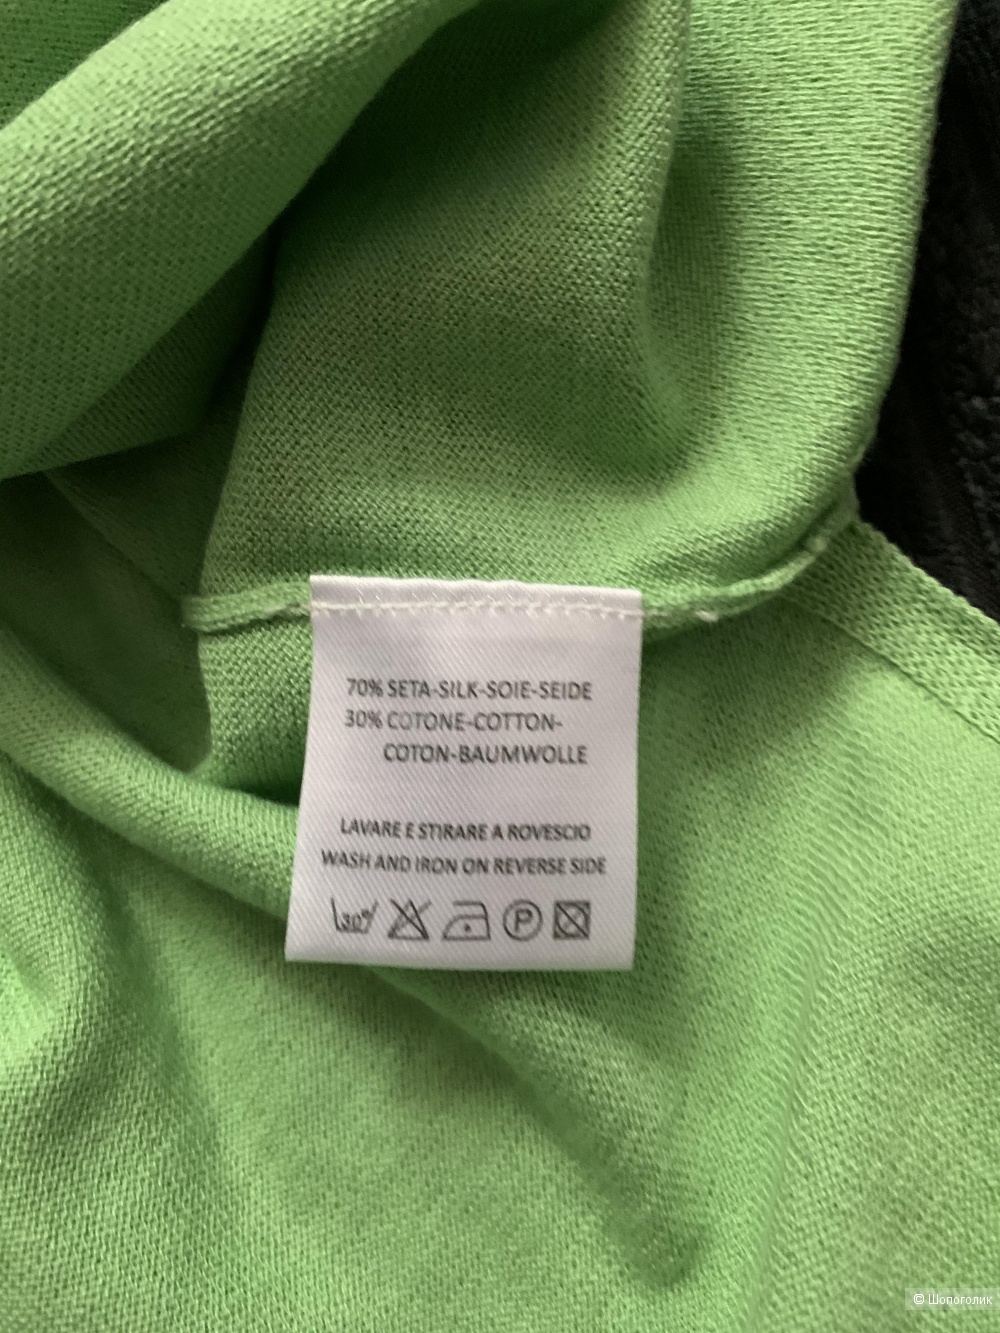 70% SETA-SILK-SOIE-SEIDE
30% COTONE-COTTON-
COTON-BAUMWOLLE
LAVARE E STIRARE A ROVESCIO
WASH AND IRON ON REVERSE SIDE
30° P
© Шопоголик